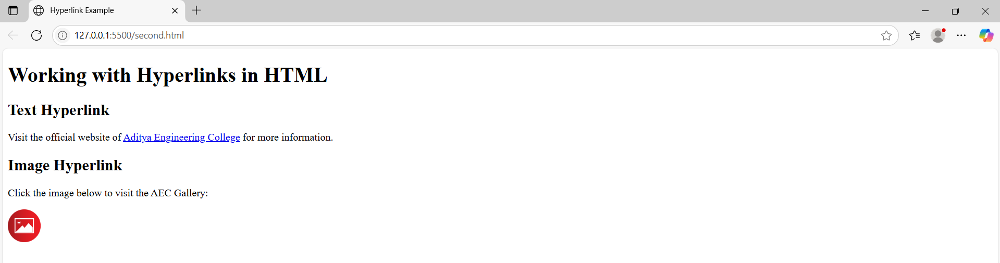 Hyperlink Example
127.0.0.1:5500/second.html
Working with Hyperlinks in HTML
Text Hyperlink
Visit the official website of Aditya Engineering College for more information.
Image Hyperlink
Click the image below to visit the AEC Gallery: